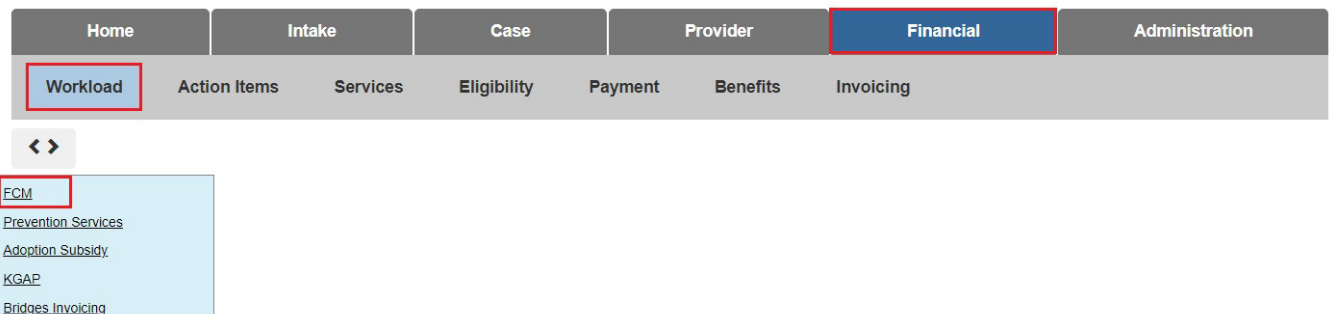 Home Intake Case Provider Financial Administration
Workload Action Items Services Eligibility Payment Benefits Invoicing
FCM
Prevention Services
Adoption Subsidy
KGAP
Bridges Invoicing